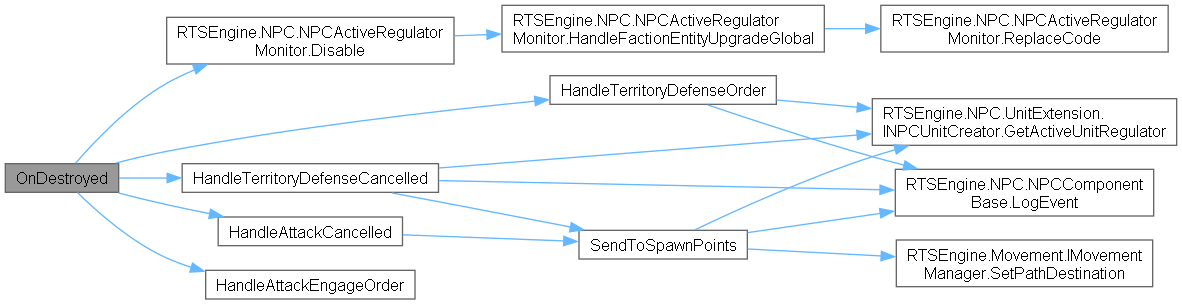 OnDestroyed
RTSEngine.NPC.NPCActiveRegulator
Monitor.Disable
RTSEngine.NPC.NPCActiveRegulator
Monitor.HandleFactionEntityUpgradeGlobal
RTSEngine.NPC.NPCActiveRegulator
Monitor.ReplaceCode
HandleTerritoryDefenseOrder
RTSEngine.NPC.UnitExtension.
INPCUnitCreator.GetActiveUnitRegulator
HandleTerritoryDefenseCancelled
RTSEngine.NPC.NPCComponent
Base.LogEvent
HandleAttackCancelled
SendToSpawnPoints
RTSEngine.Movement.IMovement
Manager.SetPathDestination
HandleAttackEngageOrder